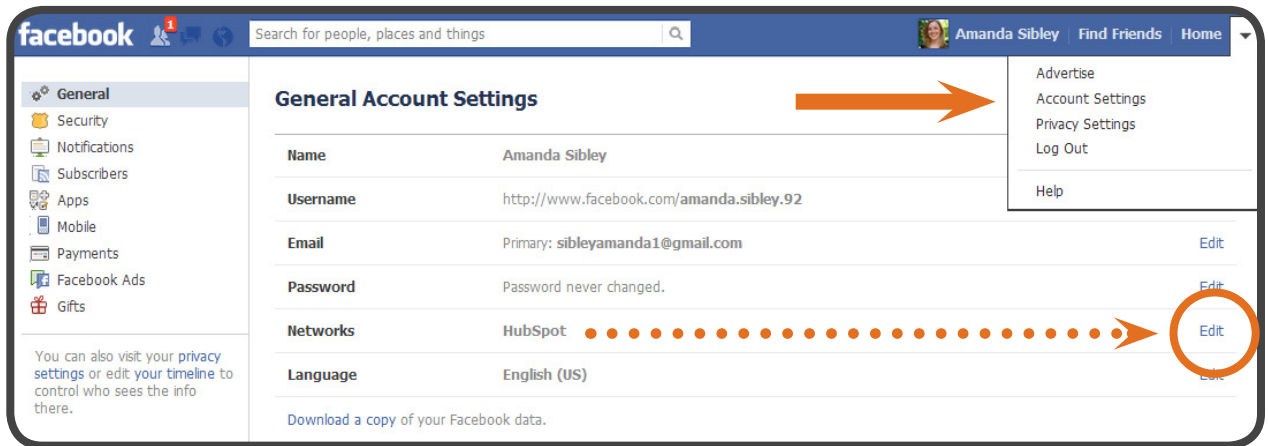 facebook 1 Search for people, places and things Amanda Sibley Find Friends Home
Advertise
Account Settings
Privacy Settings
Log Out
Help
General
Security
Notifications
Subscribers
Apps
Mobile
Payments
Facebook Ads
Gifts
You can also visit your privacy
settings or edit your timeline to
control who sees the info
there.
General Account Settings
Name Amanda Sibley
Username http://www.facebook.com/amanda.sibley.92
Email Primary: sibleyamanda1@gmail.com Edit
Password Password never changed. Edit
Networks HubSpot Edit
Language English (US) Edit
Download a copy of your Facebook data.